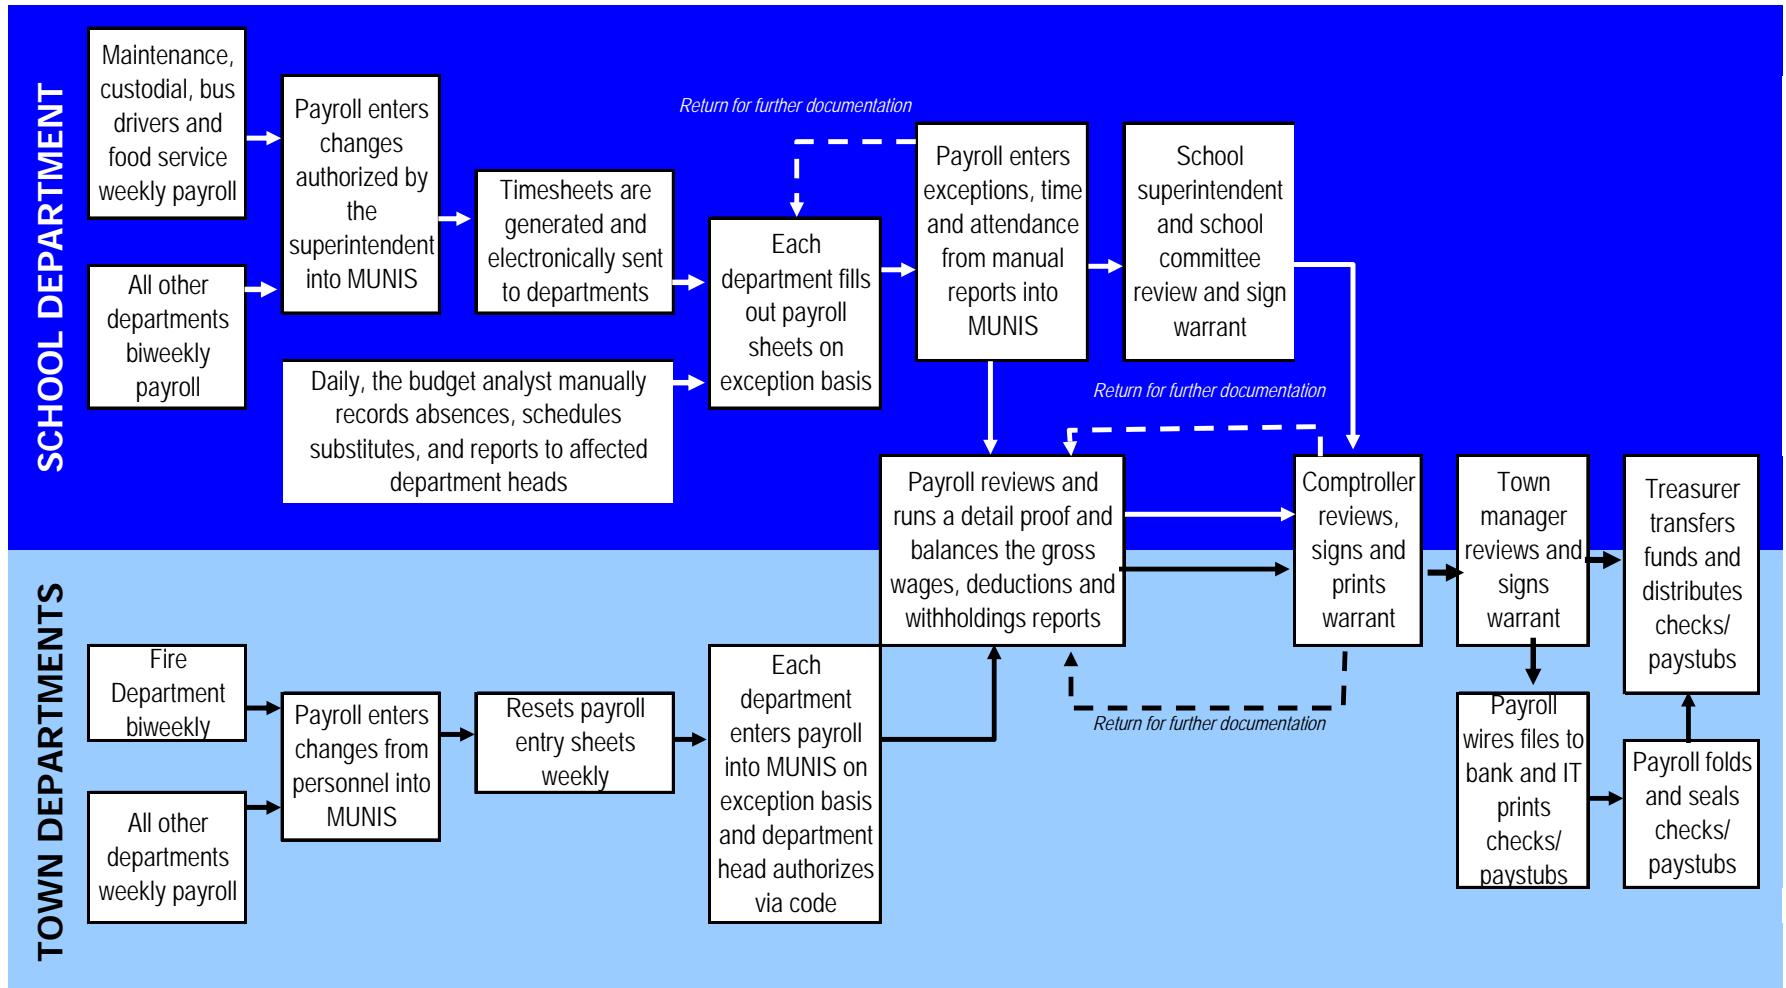 SCHOOL DEPARTMENT
Maintenance,
custodial, bus
drivers and
food service
weekly payroll
All other
departments
biweekly
payroll
Payroll enters
changes
authorized by
the
superintendent
into MUNIS
Timesheets are
generated and
electronically sent
to departments
Daily, the budget analyst manually
records absences, schedules
substitutes, and reports to affected
department heads
Return for further documentation
Each
department fills
out payroll
sheets on
exception basis
Payroll enters
exceptions, time
and attendance
from manual
reports into
MUNIS
School
superintendent
and school
committee
review and sign
warrant
Return for further documentation
Payroll reviews and
runs a detail proof and
balances the gross
wages, deductions and
withholdings reports
Comptroller
reviews,
signs and
prints
warrant
Town
manager
reviews and
signs
warrant
Treasurer
transfers
funds and
distributes
checks/
paystubs
TOWN DEPARTMENTS
Fire
Department
biweekly
All other
departments
weekly payroll
Payroll enters
changes from
personnel into
MUNIS
Resets payroll
entry sheets
weekly
Each
department
enters payroll
into MUNIS on
exception basis
and department
head authorizes
via code
Return for further documentation
Payroll
wires files to
bank and IT
prints
checks/
paystubs
Payroll folds
and seals
checks/
paystubs